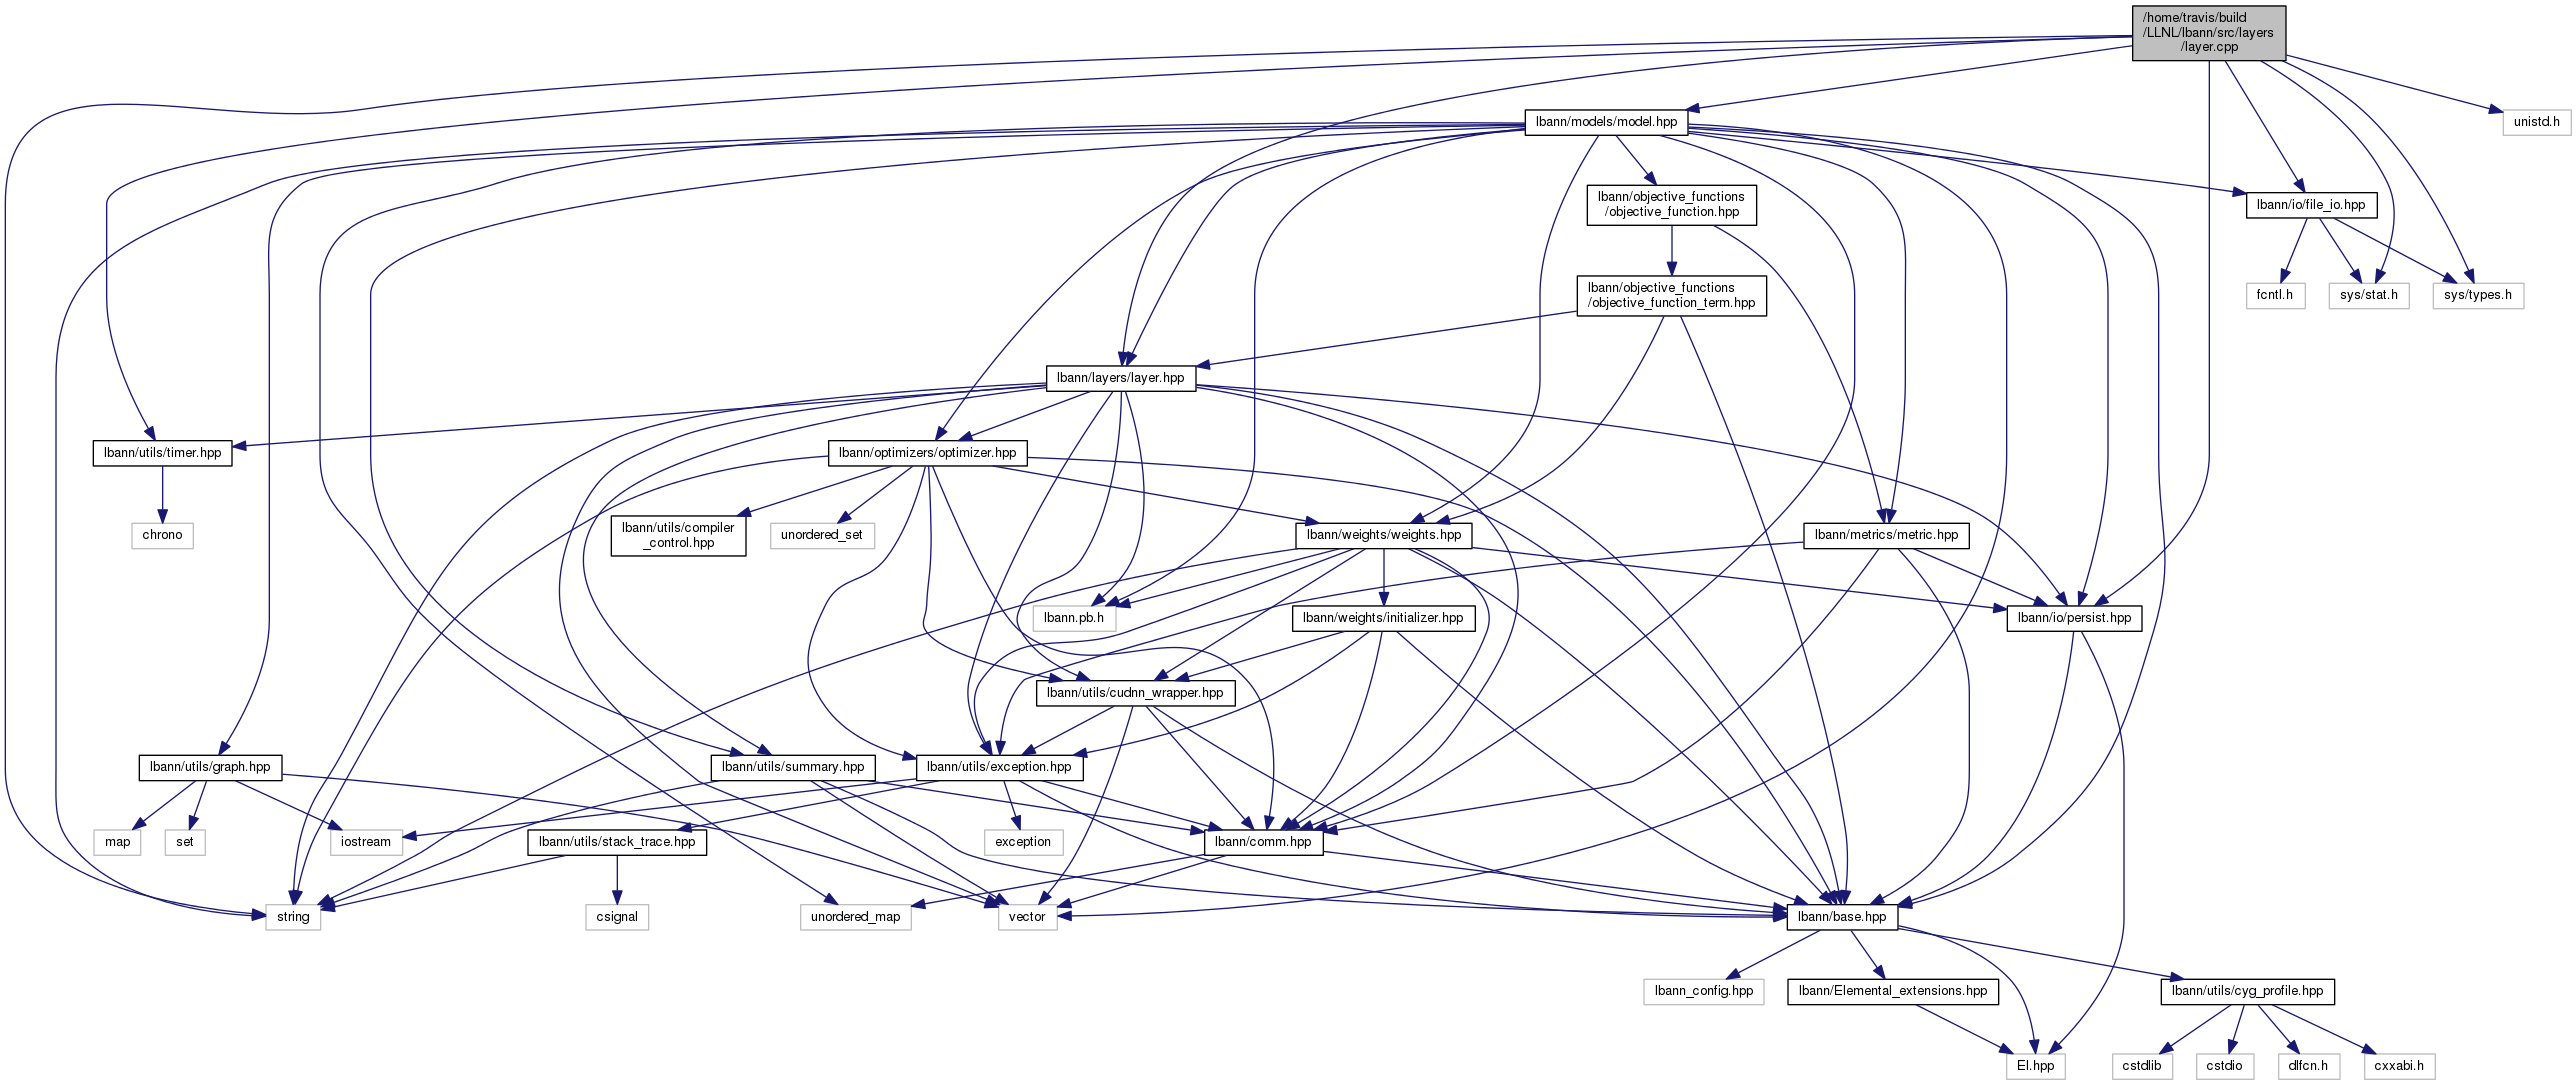 /home/travis/build
/LLNL/lbann/src/layers
/layer.cpp
lbann/models/model.hpp
unistd.h
lbann/objective_functions
/objective_function.hpp
lbann/io/file_io.hpp
lbann/objective_functions
/objective_function_term.hpp
fcntl.h
sys/stat.h
sys/types.h
lbann/layers/layer.hpp
lbann/utils/timer.hpp
lbann/optimizers/optimizer.hpp
chrono
lbann/utils/compiler
_control.hpp
unordered_set
lbann/weights/weights.hpp
lbann/metrics/metric.hpp
lbann.pb.h
lbann/weights/initializer.hpp
lbann/io/persist.hpp
lbann/utils/cudnn_wrapper.hpp
lbann/utils/graph.hpp
lbann/utils/summary.hpp
lbann/utils/exception.hpp
map
set
iostream
lbann/utils/stack_trace.hpp
exception
lbann/comm.hpp
string
csignal
unordered_map
vector
lbann/base.hpp
lbann_config.hpp
lbann/Elemental_extensions.hpp
lbann/utils/cyg_profile.hpp
El.hpp
cstdlib
cstdio
dlfcn.h
cxxabi.h